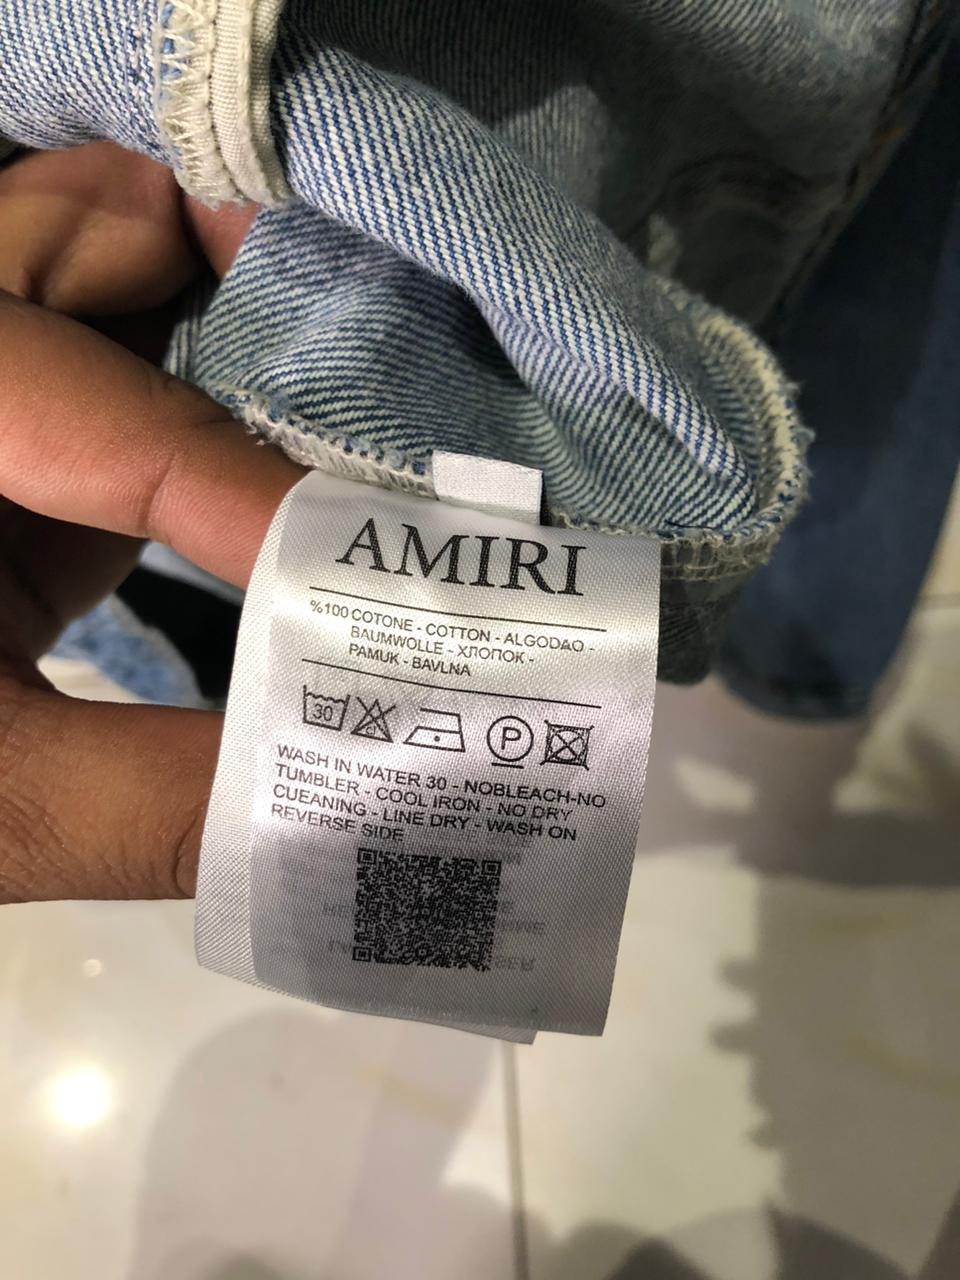 AMIRI
%100 COTONE - COTTON - ALGODAO -
BAUMWOLLE - ХЛОПОК -
PAMUK - BAVLNA
30 P
WASH IN WATER 30 - NOBLEACH-NO
TUMBLER - COOL IRON - NO DRY
CUEANING - LINE DRY - WASH ON
REVERSE SIDE